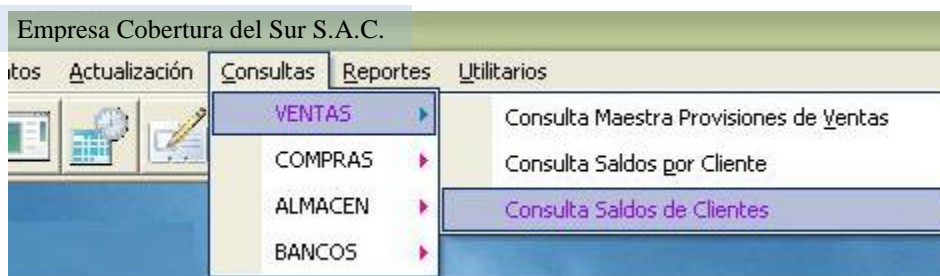 Empresa Cobertura del Sur S.A.C.
tos Actualización Consultas Reportes Utilitarios
VENTAS
COMPRAS
ALMACEN
BANCOS
Consulta Maestra Provisiones de Ventas
Consulta Saldos por Cliente
Consulta Saldos de Clientes